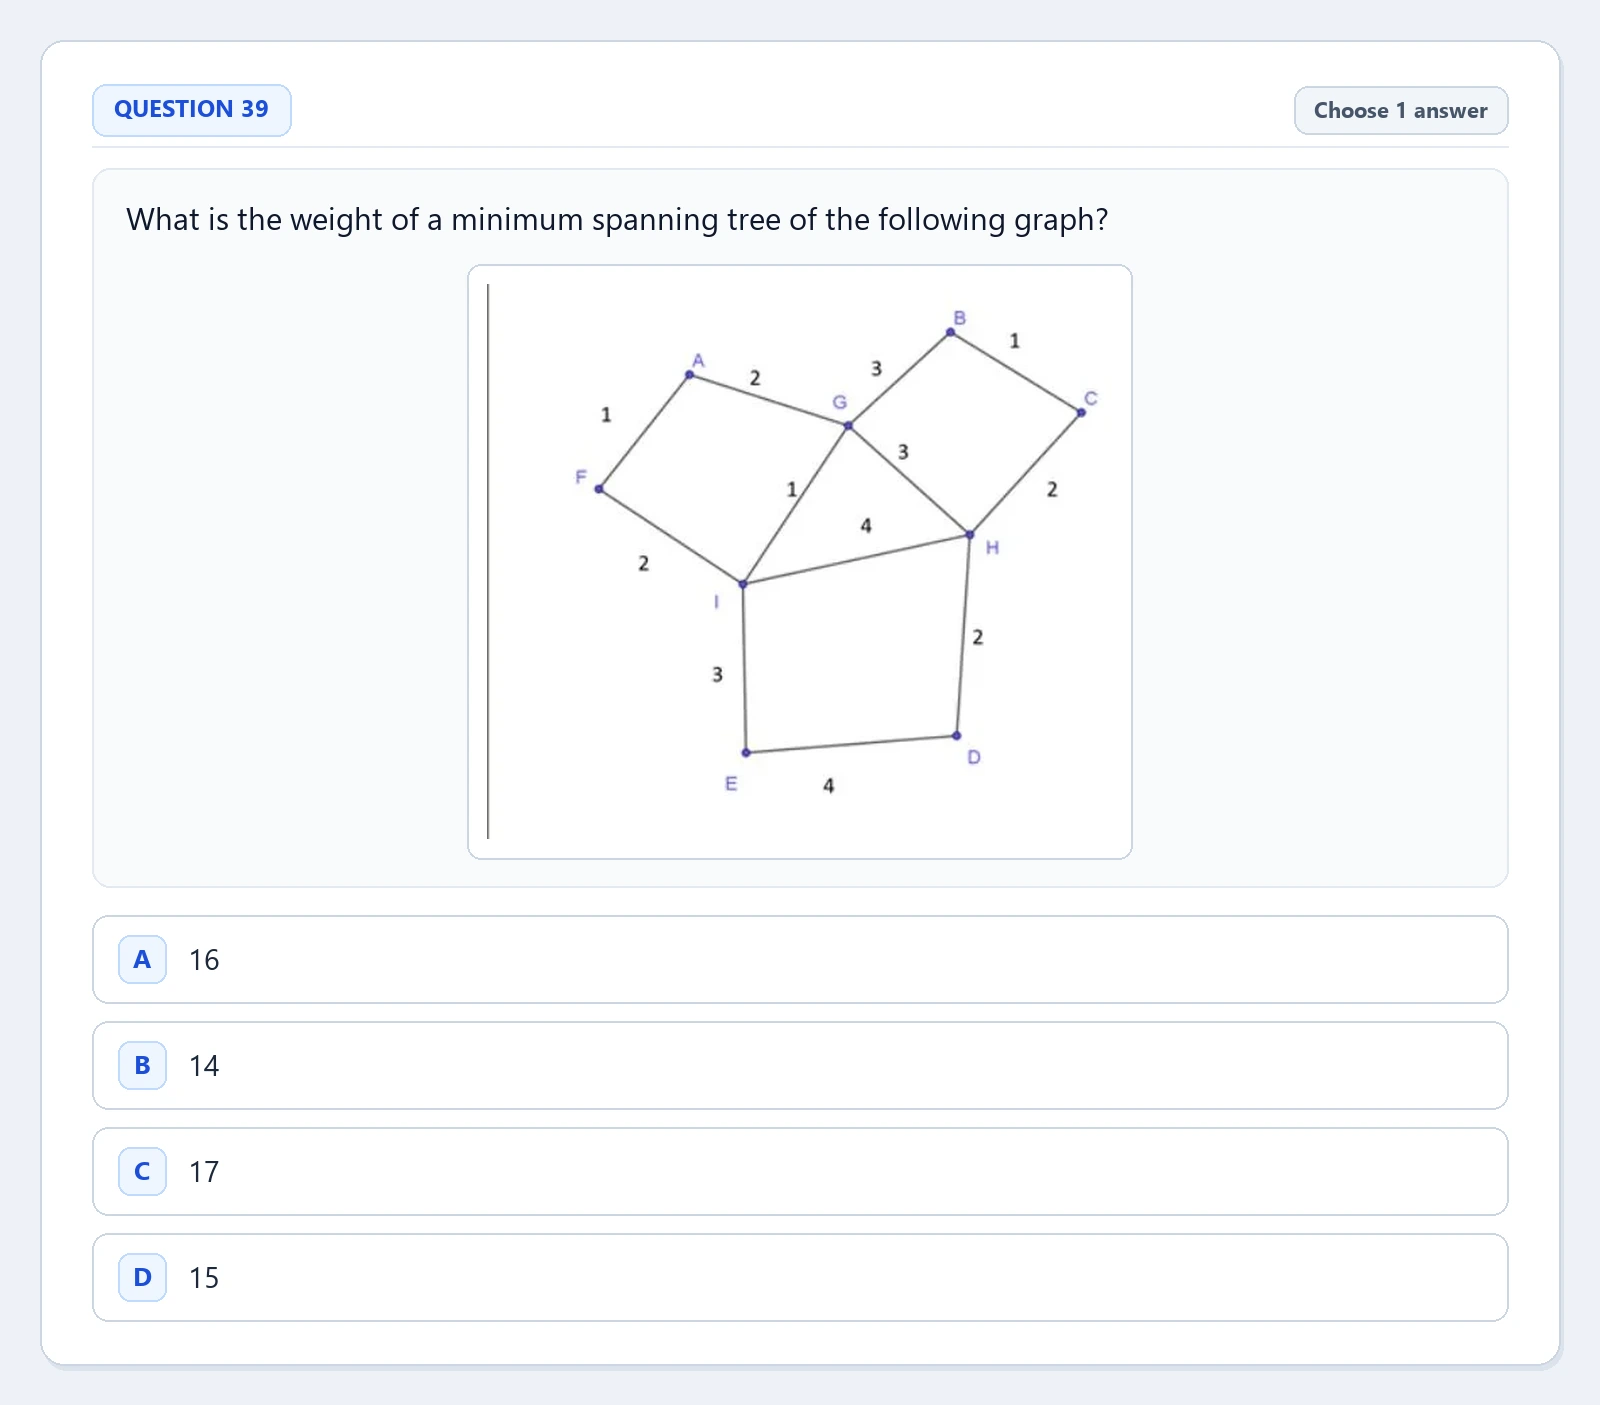 QUESTION 39
Choose 1 answer
What is the weight of a minimum spanning tree of the following graph?
B
1
A
2
3
C
G
1
3
F
1
2
4
H
2
I
2
3
D
E
4
A 16
B 14
C 17
D 15